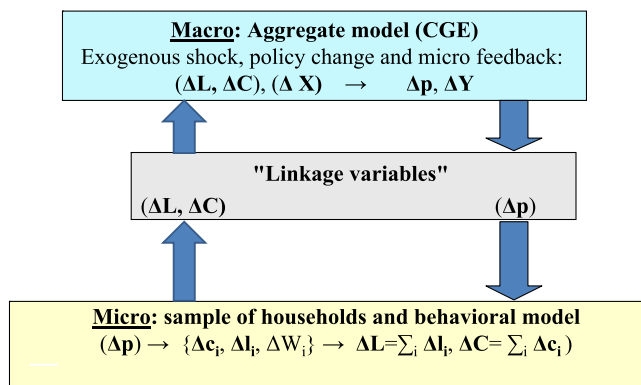 Macro: Aggregate model (CGE)
Exogenous shock, policy change and micro feedback:
(ΔL, ΔC), (Δ X) → Δp, ΔY
"Linkage variables"
(ΔL, ΔC) (Δp)
Micro: sample of households and behavioral model
(Δp) → {Δcᵢ, Δlᵢ, ΔWᵢ} → ΔL=∑ᵢ Δlᵢ, ΔC= ∑ᵢ Δcᵢ )